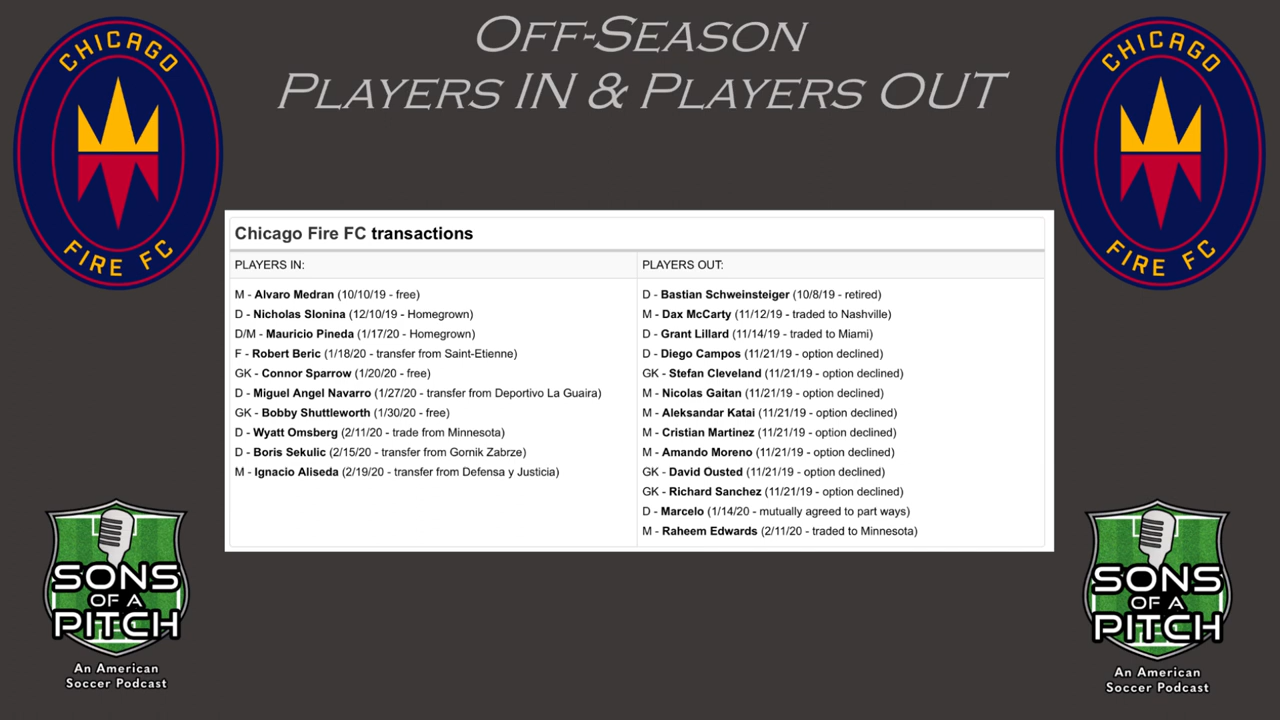 OFF-SEASON
PLAYERS IN & PLAYERS OUT
CHICAGO
FIRE FC
CHICAGO
FIRE FC
Chicago Fire FC transactions
PLAYERS IN:
M - Alvaro Medran (10/10/19 - free)
D - Nicholas Slonina (12/10/19 - Homegrown)
D/M - Mauricio Pineda (1/17/20 - Homegrown)
F - Robert Beric (1/18/20 - transfer from Saint-Etienne)
GK - Connor Sparrow (1/20/20 - free)
D - Miguel Angel Navarro (1/27/20 - transfer from Deportivo La Guaira)
GK - Bobby Shuttleworth (1/30/20 - free)
D - Wyatt Omsberg (2/11/20 - trade from Minnesota)
D - Boris Sekulic (2/15/20 - transfer from Gornik Zabrze)
M - Ignacio Aliseda (2/19/20 - transfer from Defensa y Justicia)
PLAYERS OUT:
D - Bastian Schweinsteiger (10/8/19 - retired)
M - Dax McCarty (11/12/19 - traded to Nashville)
D - Grant Lillard (11/14/19 - traded to Miami)
D - Diego Campos (11/21/19 - option declined)
GK - Stefan Cleveland (11/21/19 - option declined)
M - Nicolas Gaitan (11/21/19 - option declined)
M - Aleksandar Katai (11/21/19 - option declined)
M - Cristian Martinez (11/21/19 - option declined)
M - Amando Moreno (11/21/19 - option declined)
GK - David Ousted (11/21/19 - option declined)
GK - Richard Sanchez (11/21/19 - option declined)
D - Marcelo (1/14/20 - mutually agreed to part ways)
M - Raheem Edwards (2/11/20 - traded to Minnesota)
SONS
OF A
PITCH
An American
Soccer Podcast
SONS
OF A
PITCH
An American
Soccer Podcast